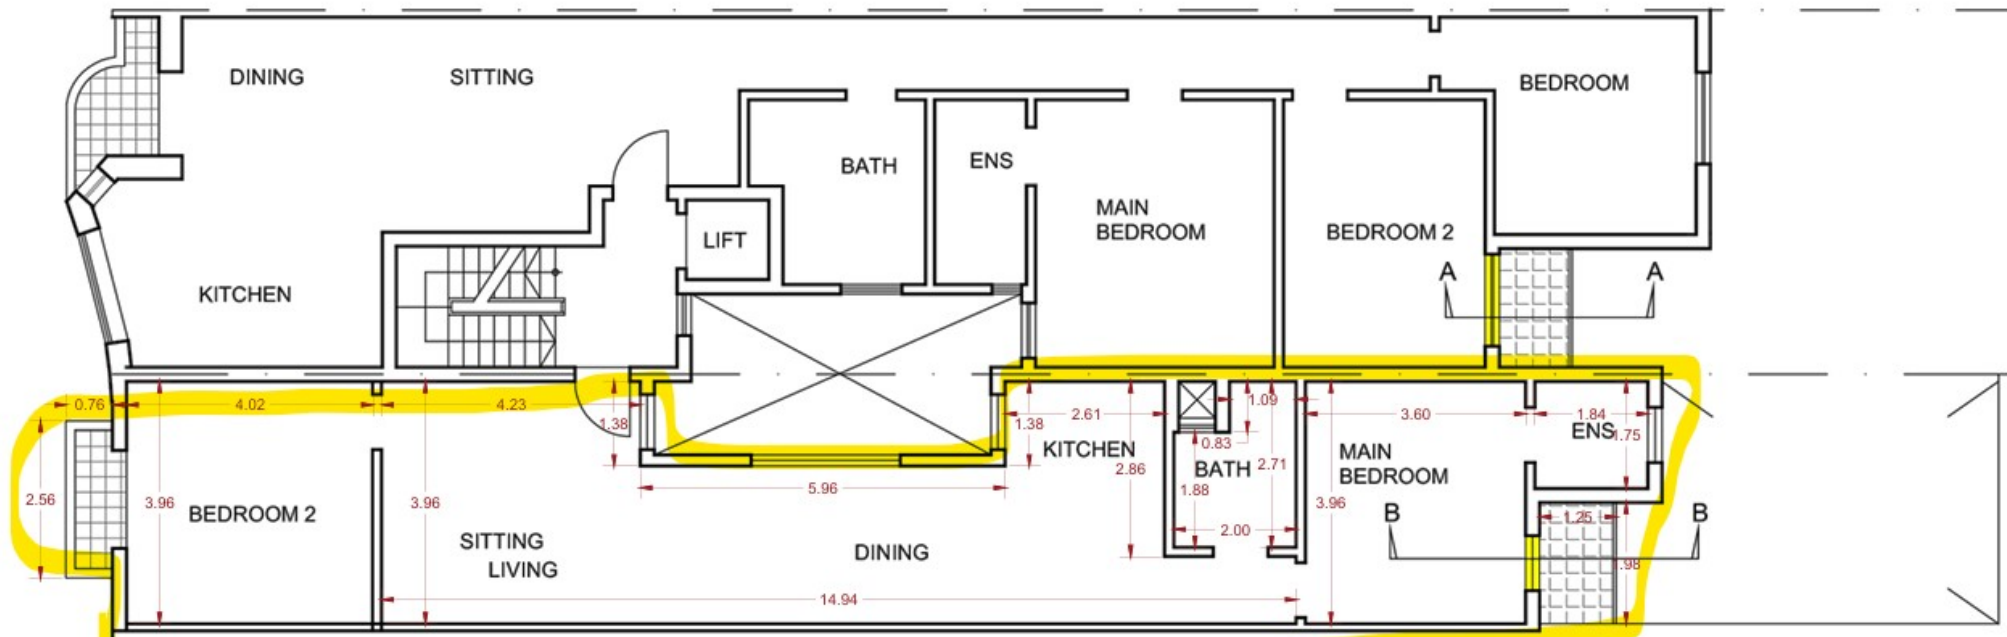 DINING
SITTING
BEDROOM
BATH
ENS
MAIN
BEDROOM
BEDROOM 2
LIFT
KITCHEN
A
A
0.76
4.02
4.23
1.38
1.38
2.61
1.09
3.60
1.84
ENS
1.75
0.83
KITCHEN
2.86
BATH
2.71
MAIN
BEDROOM
2.56
3.96
3.96
5.96
1.88
3.96
BEDROOM 2
2.00
B
B
1.25
SITTING
LIVING
DINING
1.98
14.94